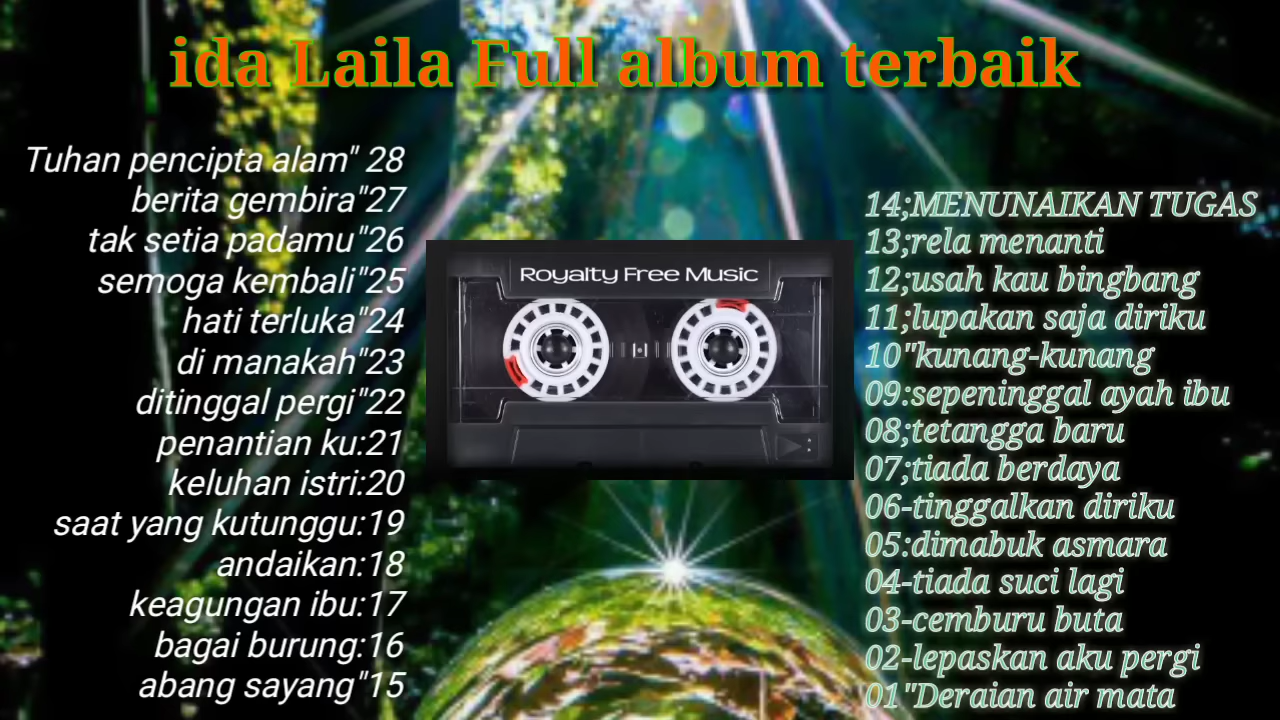 ida Laila Full album terbaik
Tuhan pencipta alam" 28
berita gembira"27
tak setia padamu"26
semoga kembali"25
hati terluka"24
di manakah"23
ditinggal pergi"22
penantian ku:21
keluhan istri:20
saat yang kutunggu:19
andaikan:18
keagungan ibu:17
bagai burung:16
abang sayang"15
Royalty Free Music
14;MENUNAIKAN TUGAS
13;rela menanti
12;usah kau bingbang
11;lupakan saja diriku
10"kunang-kunang
09:sepeninggal ayah ibu
08;tetangga baru
07;tiada berdaya
06-tinggalkan diriku
05:dimabuk asmara
04-tiada suci lagi
03-cemburu buta
02-lepaskan aku pergi
01"Deraian air mata